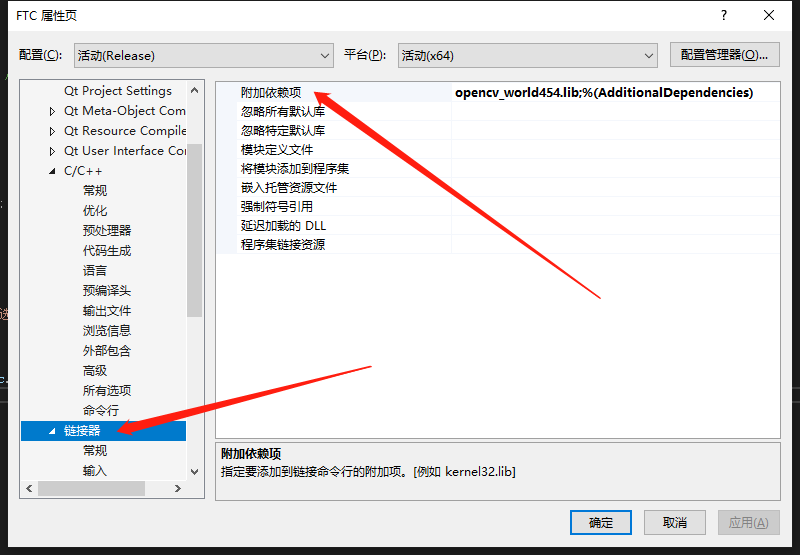 FTC 属性页
配置(C): 活动(Release) 平台(P): 活动(x64) 配置管理器(O)...
Qt Project Settings
Qt Meta-Object Com
Qt Resource Compile
Qt User Interface Cor
C/C++
常规
优化
预处理器
代码生成
语言
预编译头
输出文件
浏览信息
外部包含
高级
所有选项
命令行
链接器
常规
输入
附加依赖项 opencv_world454.lib;%(AdditionalDependencies)
忽略所有默认库
忽略特定默认库
模块定义文件
将模块添加到程序集
嵌入托管资源文件
强制符号引用
延迟加载的 DLL
程序集链接资源
附加依赖项
指定要添加到链接命令行的附加项。[例如 kernel32.lib]
确定 取消 应用(A)